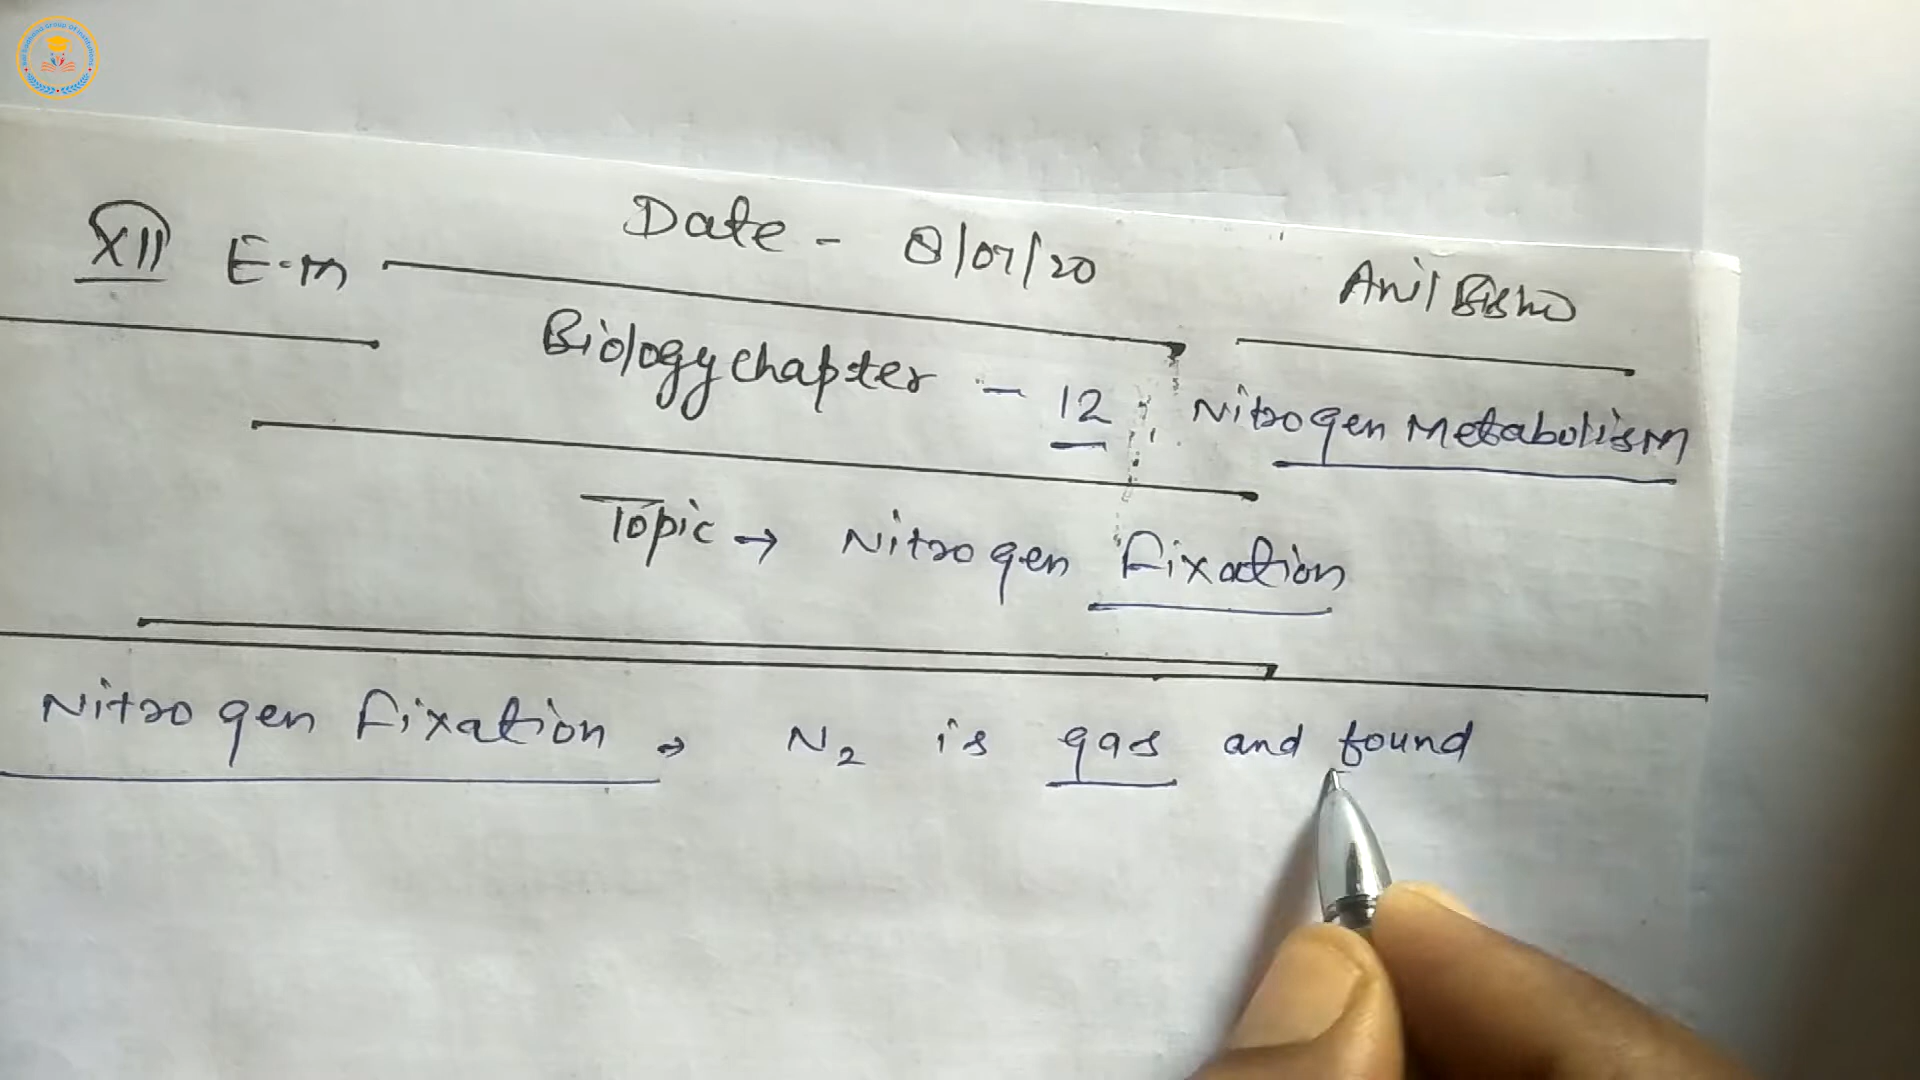 XII E.m Date - 8/07/20 Anil
Biology chapter - 12 Nitrogen Metabolism
Topic → Nitrogen Fixation
Nitrogen Fixation → N2 is gas and found